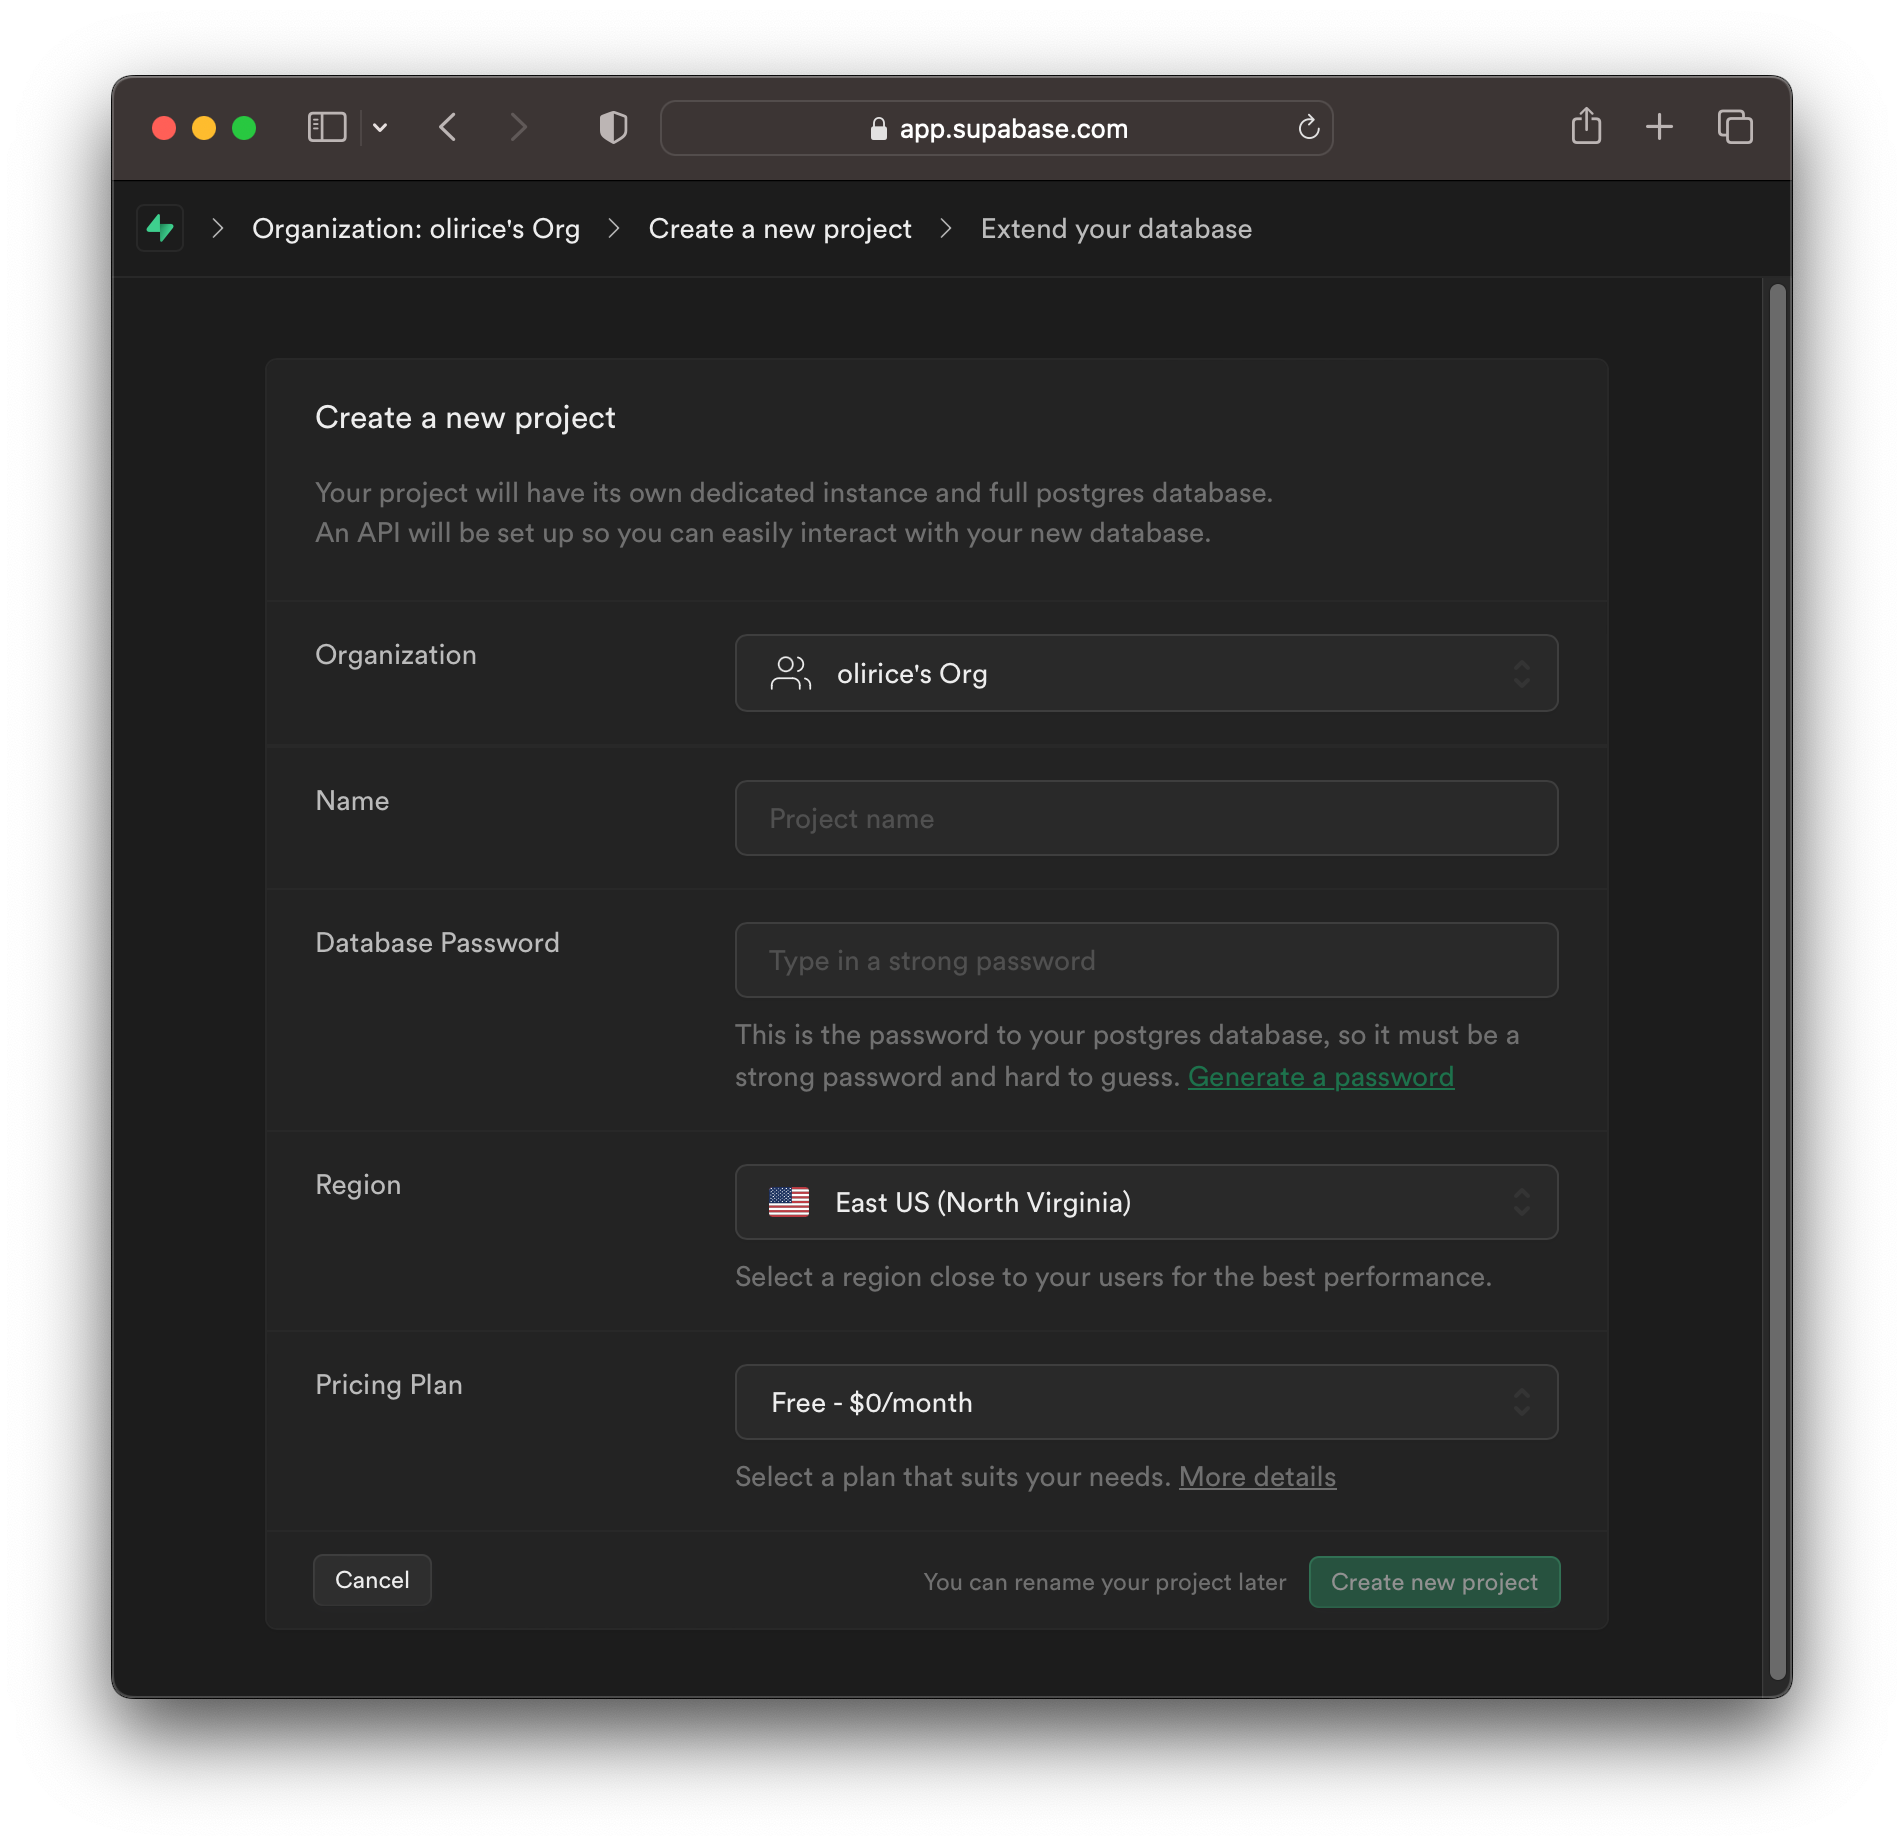 app.supabase.com
Organization: olirice's Org
Create a new project
Extend your database
Create a new project
Your project will have its own dedicated instance and full postgres database.
An API will be set up so you can easily interact with your new database.
Organization
olirice's Org
Name
Project name
Database Password
Type in a strong password
This is the password to your postgres database, so it must be a
strong password and hard to guess. Generate a password
Region
East US (North Virginia)
Select a region close to your users for the best performance.
Pricing Plan
Free - $0/month
Select a plan that suits your needs. More details
Cancel
You can rename your project later
Create new project